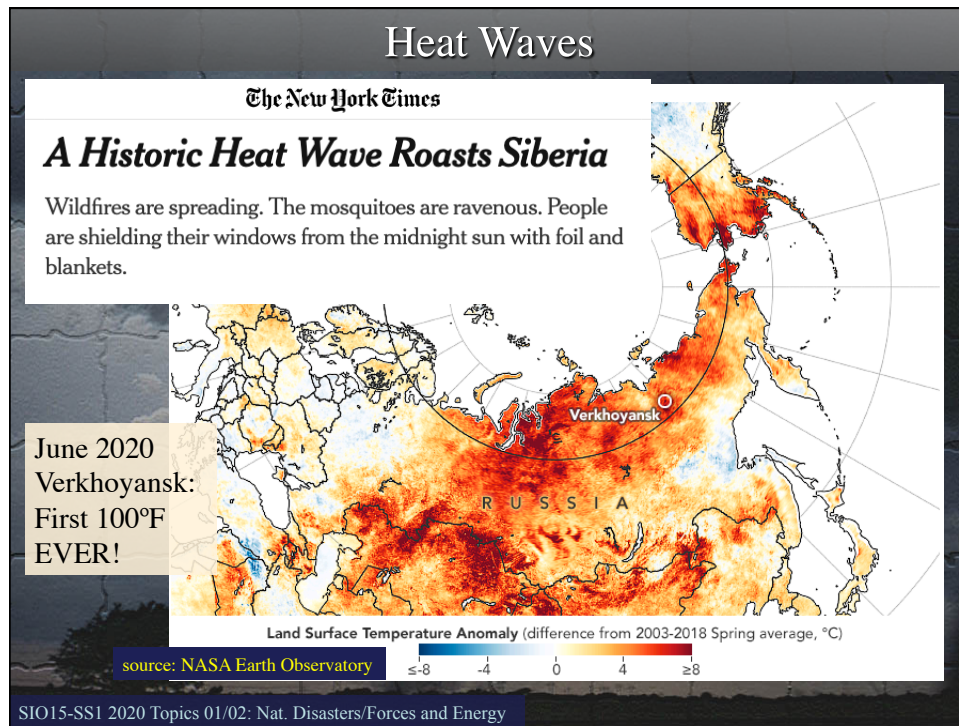 Heat Waves
The New York Times
A Historic Heat Wave Roasts Siberia
Wildfires are spreading. The mosquitoes are ravenous. People
are shielding their windows from the midnight sun with foil and
blankets.
Verkhoyansk
June 2020
Verkhoyansk:
First 100ºF
EVER!
RUSSIA
Land Surface Temperature Anomaly (difference from 2003-2018 Spring average, °C)
≤-8 -4 0 4 ≥8
source: NASA Earth Observatory
SIO15-SS1 2020 Topics 01/02: Nat. Disasters/Forces and Energy